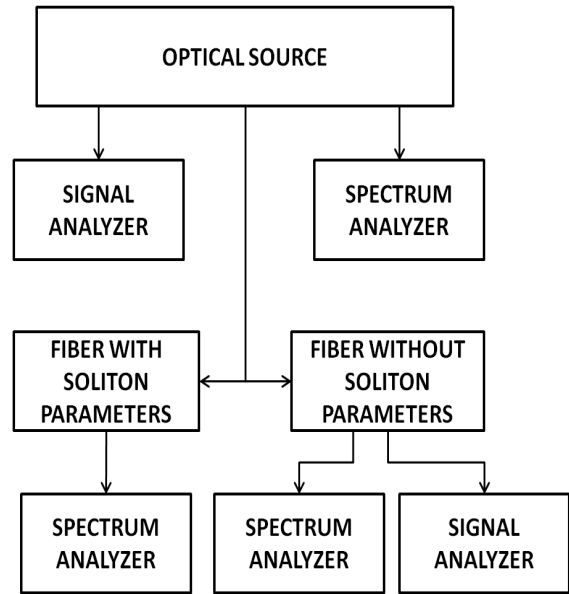 OPTICAL SOURCE
SIGNAL
ANALYZER
SPECTRUM
ANALYZER
FIBER WITH
SOLITON
PARAMETERS
FIBER WITHOUT
SOLITON
PARAMETERS
SPECTRUM
ANALYZER
SPECTRUM
ANALYZER
SIGNAL
ANALYZER